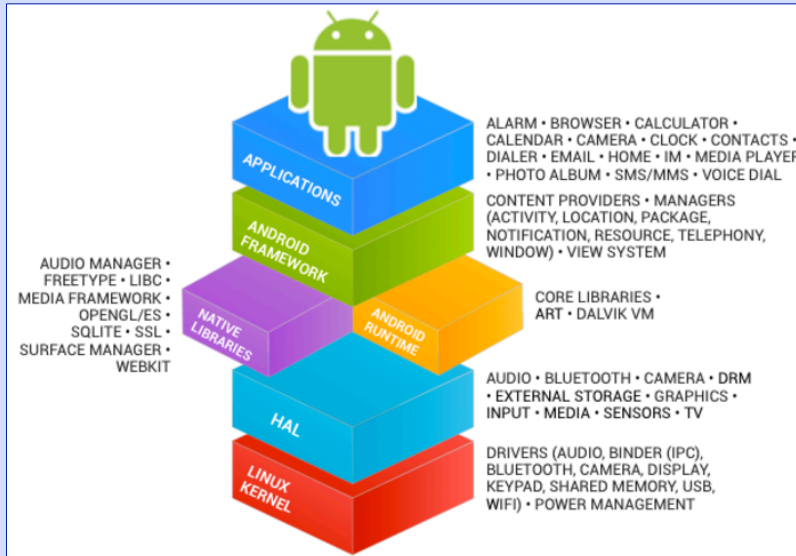 APPLICATIONS
ALARM • BROWSER • CALCULATOR •
CALENDAR • CAMERA • CLOCK • CONTACTS •
DIALER • EMAIL • HOME • IM • MEDIA PLAYER
• PHOTO ALBUM • SMS/MMS • VOICE DIAL
ANDROID
FRAMEWORK
CONTENT PROVIDERS • MANAGERS
(ACTIVITY, LOCATION, PACKAGE,
NOTIFICATION, RESOURCE, TELEPHONY,
WINDOW) • VIEW SYSTEM
AUDIO MANAGER •
FREETYPE • LIBC •
MEDIA FRAMEWORK •
OPENGL/ES •
SQLITE • SSL •
SURFACE MANAGER •
WEBKIT
NATIVE
LIBRARIES
ANDROID
RUNTIME
CORE LIBRARIES •
ART • DALVIK VM
HAL
AUDIO • BLUETOOTH • CAMERA • DRM
• EXTERNAL STORAGE • GRAPHICS •
INPUT • MEDIA • SENSORS • TV
LINUX
KERNEL
DRIVERS (AUDIO, BINDER (IPC),
BLUETOOTH, CAMERA, DISPLAY,
KEYPAD, SHARED MEMORY, USB,
WIFI) • POWER MANAGEMENT